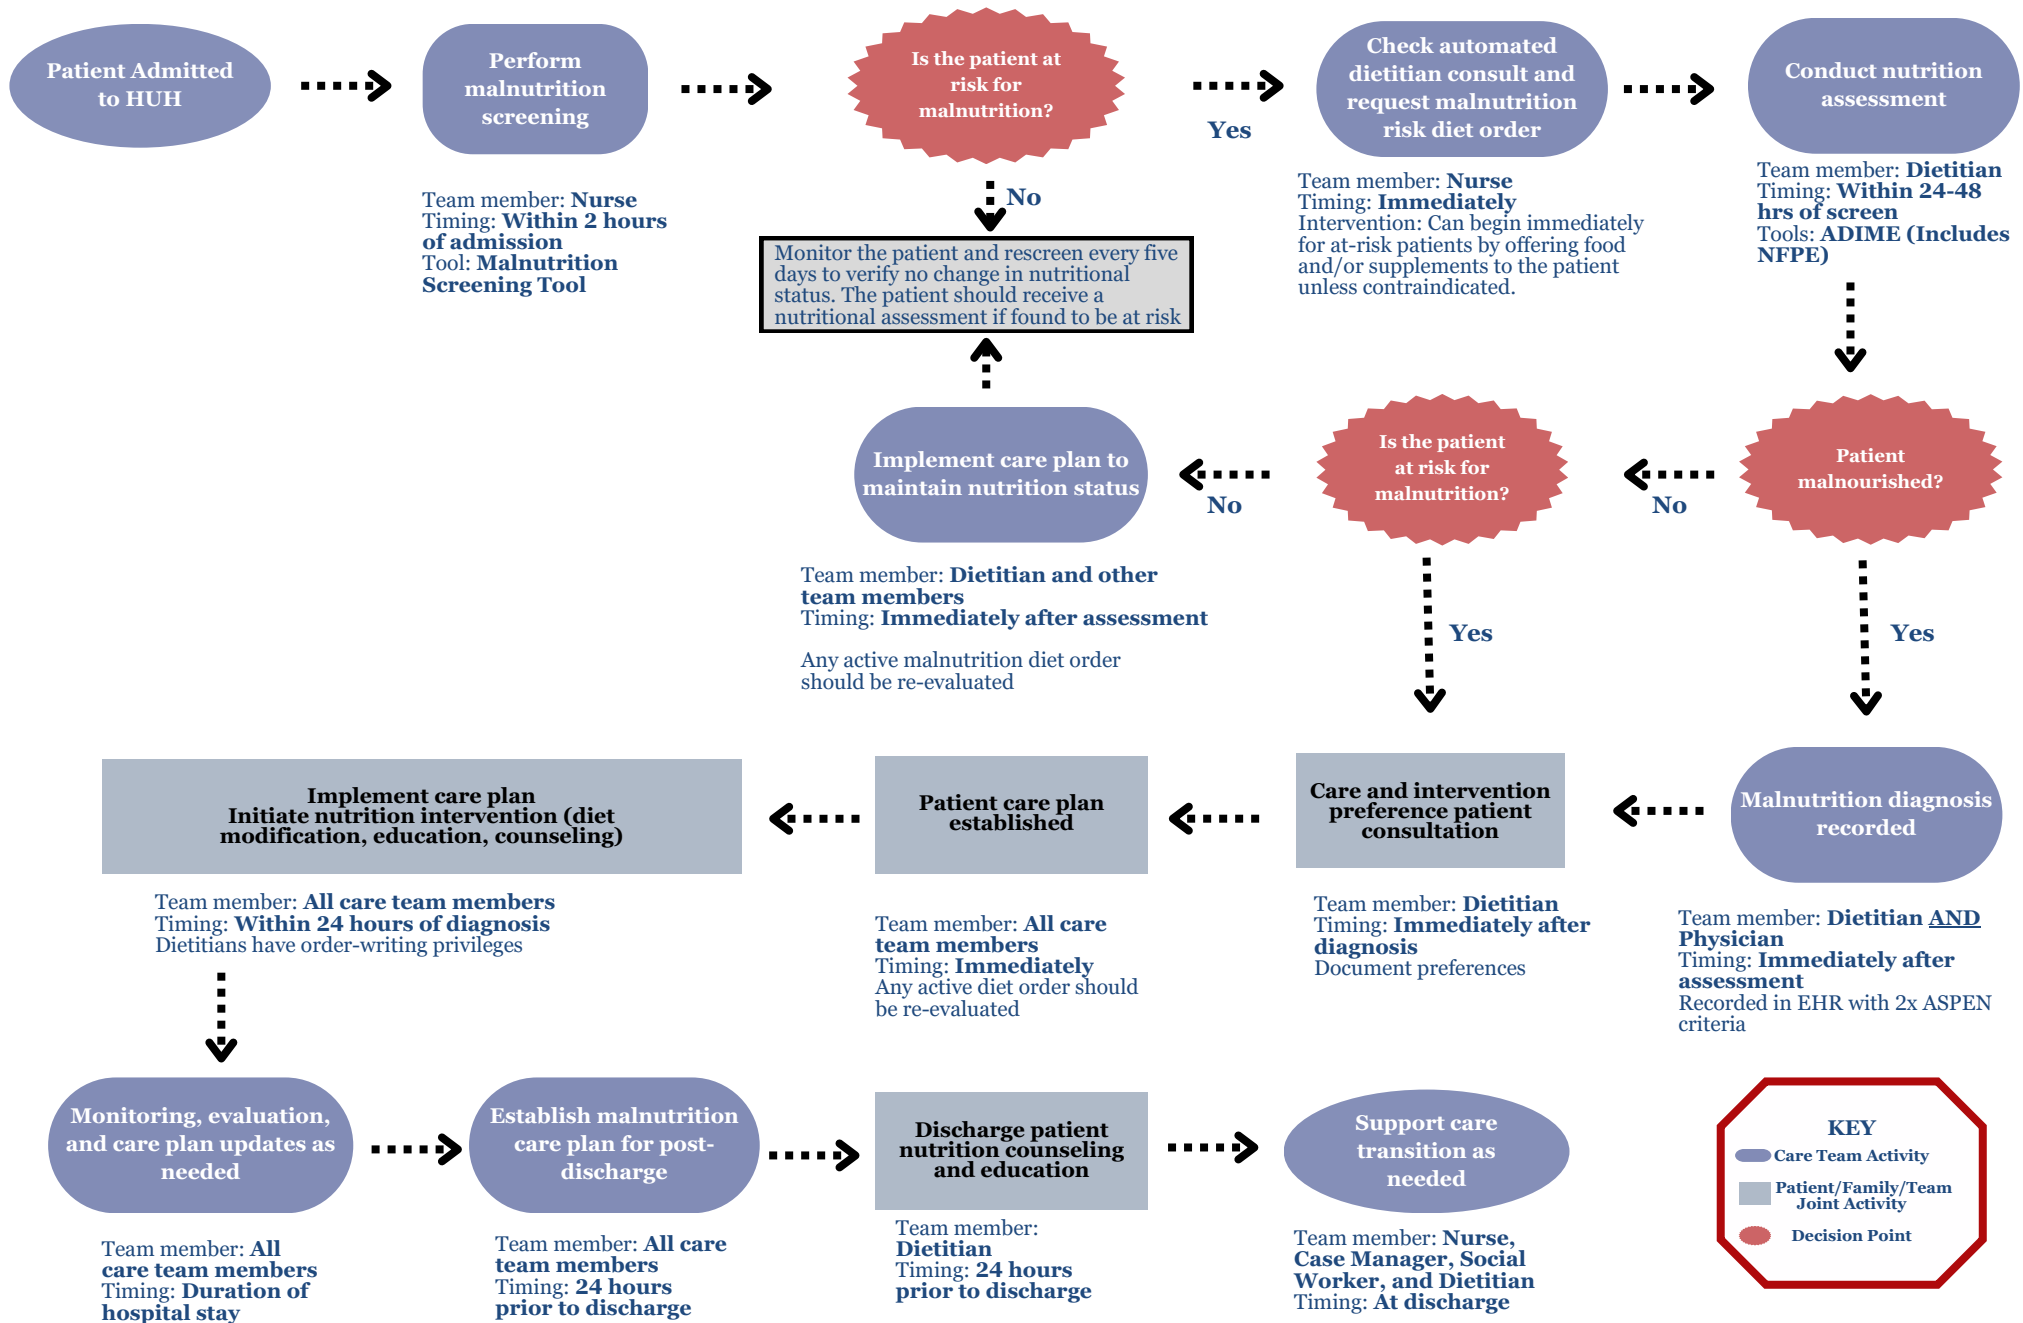 Patient Admitted
to HUH
Perform
malnutrition
screening
Team member: Nurse
Timing: Within 2 hours
of admission
Tool: Malnutrition
Screening Tool
Is the patient at
risk for
malnutrition?
Yes
No
Monitor the patient and rescreen every five
days to verify no change in nutritional
status. The patient should receive a
nutritional assessment if found to be at risk
Check automated
dietitian consult and
request malnutrition
risk diet order
Team member: Nurse
Timing: Immediately
Intervention: Can begin immediately
for at-risk patients by offering food
and/or supplements to the patient
unless contraindicated.
Conduct nutrition
assessment
Team member: Dietitian
Timing: Within 24-48
hrs of screen
Tools: ADIME (Includes
NFPE)
Patient
malnourished?
No
Yes
Is the patient
at risk for
malnutrition?
No
Yes
Implement care plan to
maintain nutrition status
Team member: Dietitian and other
team members
Timing: Immediately after assessment
Any active malnutrition diet order
should be re-evaluated
Malnutrition diagnosis
recorded
Team member: Dietitian AND
Physician
Timing: Immediately after
assessment
Recorded in EHR with 2x ASPEN
criteria
Care and intervention
preference patient
consultation
Team member: Dietitian
Timing: Immediately after
diagnosis
Document preferences
Patient care plan
established
Team member: All care
team members
Timing: Immediately
Any active diet order should
be re-evaluated
Implement care plan
Initiate nutrition intervention (diet
modification, education, counseling)
Team member: All care team members
Timing: Within 24 hours of diagnosis
Dietitians have order-writing privileges
Monitoring, evaluation,
and care plan updates as
needed
Team member: All
care team members
Timing: Duration of
hospital stay
Establish malnutrition
care plan for post-
discharge
Team member: All care
team members
Timing: 24 hours
prior to discharge
Discharge patient
nutrition counseling
and education
Team member:
Dietitian
Timing: 24 hours
prior to discharge
Support care
transition as
needed
Team member: Nurse,
Case Manager, Social
Worker, and Dietitian
Timing: At discharge
KEY
Care Team Activity
Patient/Family/Team
Joint Activity
Decision Point